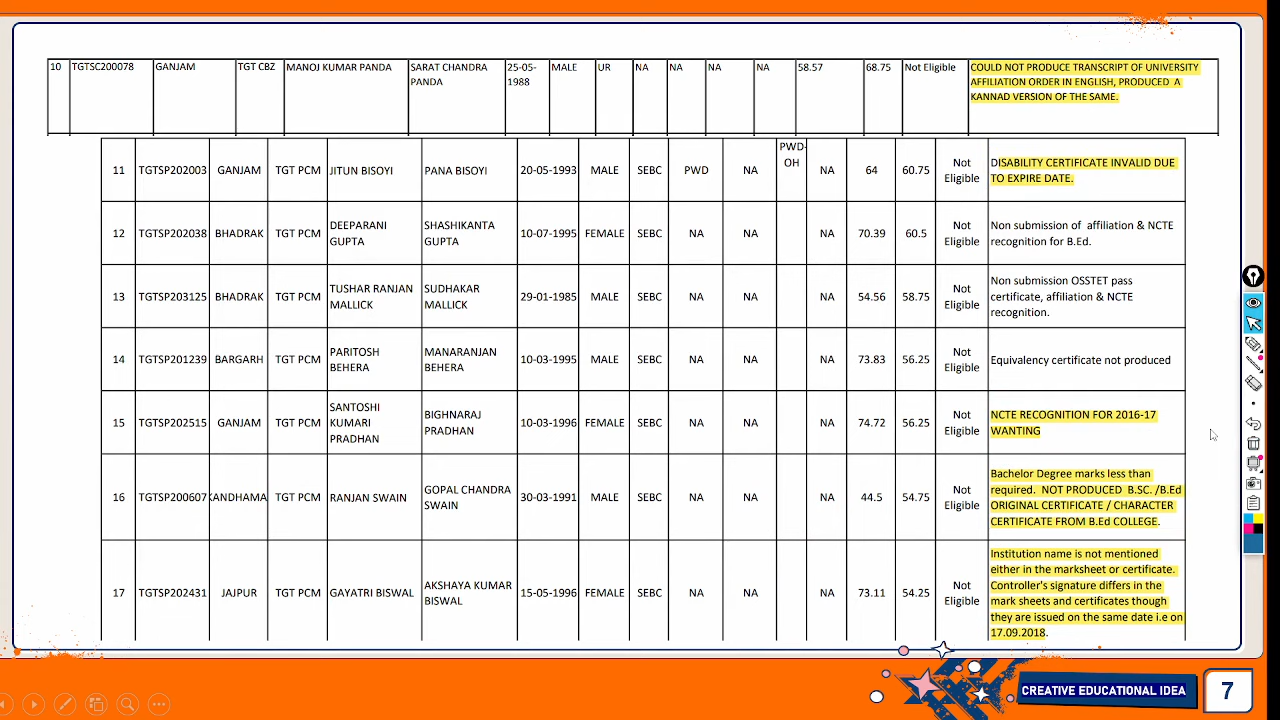 10 TGTSC200078 GANJAM TGT CBZ MANOJ KUMAR PANDA SARAT CHANDRA PANDA 25-05-1988 MALE UR NA NA NA NA 58.57 68.75 Not Eligible COULD NOT PRODUCE TRANSCRIPT OF UNIVERSITY
AFFILIATION ORDER IN ENGLISH, PRODUCED A
KANNAD VERSION OF THE SAME.
11 TGTSP202003 GANJAM TGT PCM JITUN BISOYI PANA BISOYI 20-05-1993 MALE SEBC PWD NA PWD-OH NA 64 60.75 Not Eligible DISABILITY CERTIFICATE INVALID DUE
TO EXPIRE DATE.
12 TGTSP202038 BHADRAK TGT PCM DEEPARANI GUPTA SHASHIKANTA GUPTA 10-07-1995 FEMALE SEBC NA NA NA 70.39 60.5 Not Eligible Non submission of affiliation & NCTE
recognition for B.Ed.
13 TGTSP203125 BHADRAK TGT PCM TUSHAR RANJAN MALLICK SUDHAKAR MALLICK 29-01-1985 MALE SEBC NA NA NA 54.56 58.75 Not Eligible Non submission OSSTET pass
certificate, affiliation & NCTE
recognition.
14 TGTSP201239 BARGARH TGT PCM PARITOSH BEHERA MANARANJAN BEHERA 10-03-1995 MALE SEBC NA NA NA 73.83 56.25 Not Eligible Equivalency certificate not produced
15 TGTSP202515 GANJAM TGT PCM SANTOSHI KUMARI PRADHAN BIGHNARAJ PRADHAN 10-03-1996 FEMALE SEBC NA NA NA 74.72 56.25 Not Eligible NCTE RECOGNITION FOR 2016-17
WANTING
16 TGTSP200607 KANDHAMA TGT PCM RANJAN SWAIN GOPAL CHANDRA SWAIN 30-03-1991 MALE SEBC NA NA NA 44.5 54.75 Not Eligible Bachelor Degree marks less than
required. NOT PRODUCED B.SC. /B.Ed
ORIGINAL CERTIFICATE / CHARACTER
CERTIFICATE FROM B.Ed COLLEGE.
17 TGTSP202431 JAJPUR TGT PCM GAYATRI BISWAL AKSHAYA KUMAR BISWAL 15-05-1996 FEMALE SEBC NA NA NA 73.11 54.25 Not Eligible Institution name is not mentioned
either in the marksheet or certificate.
Controller's signature differs in the
mark sheets and certificates though
they are issued on the same date i.e on
17.09.2018.
CREATIVE EDUCATIONAL IDEA
7